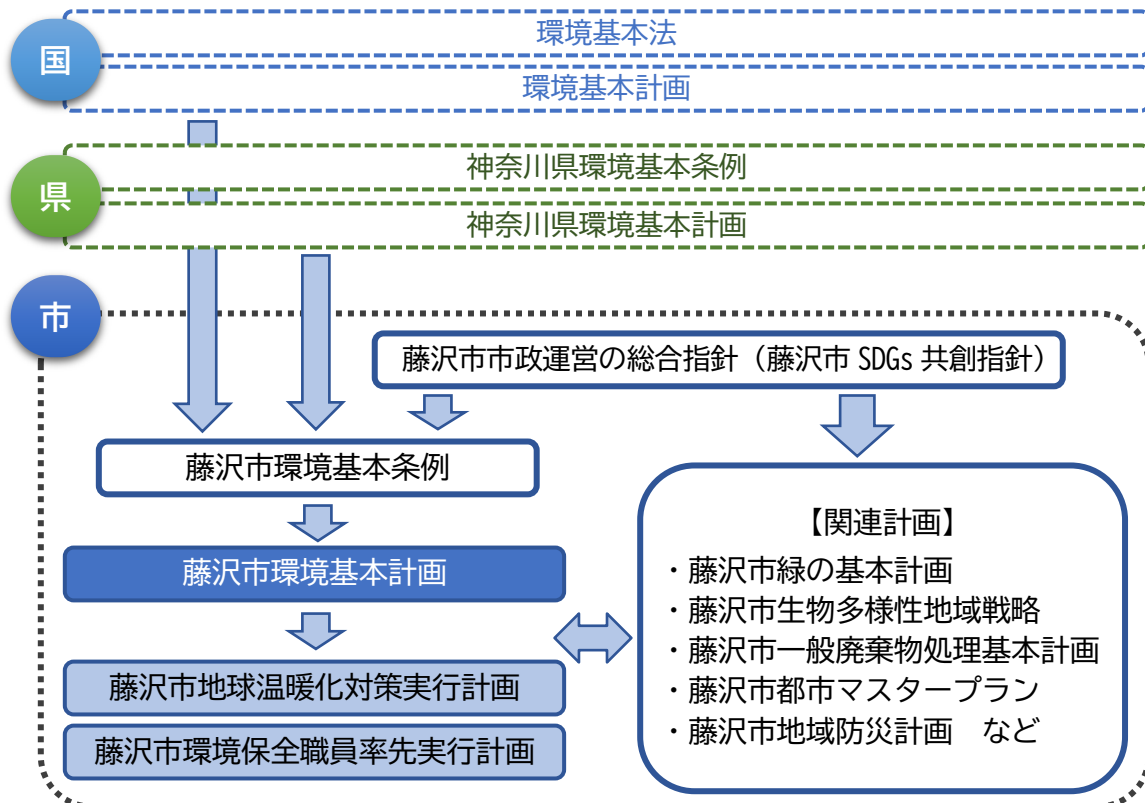 国
環境基本法
環境基本計画
県
神奈川県環境基本条例
神奈川県環境基本計画
市
藤沢市市政運営の総合指針（藤沢市 SDGs 共創指針）
藤沢市環境基本条例
藤沢市環境基本計画
藤沢市地球温暖化対策実行計画
藤沢市環境保全職員率先実行計画
【関連計画】
・藤沢市緑の基本計画
・藤沢市生物多様性地域戦略
・藤沢市一般廃棄物処理基本計画
・藤沢市都市マスタープラン
・藤沢市地域防災計画　など